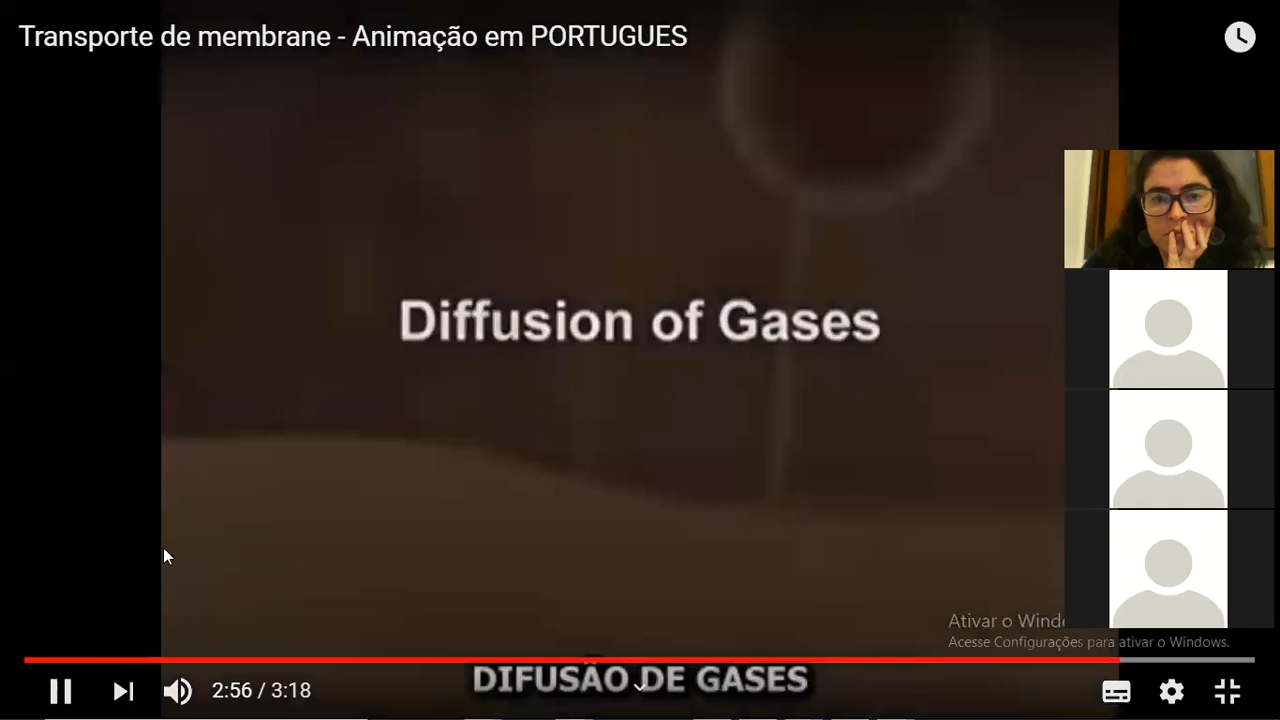 Transporte de membrane - Animação em PORTUGUES
Diffusion of Gases
Ativar o
Acesse Configurações para ativar o Windows.
DIFUSÃO DE GASES
2:56 / 3:18